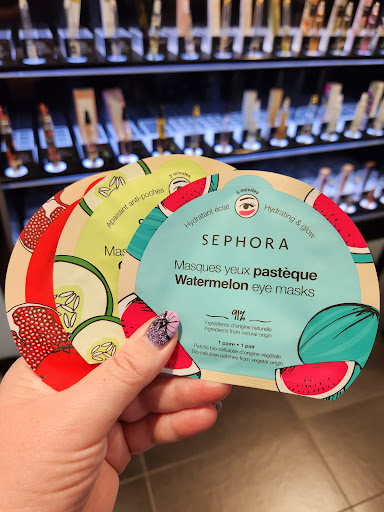 Apaisant anti-poches
5 minutes
Mas
5 minutes
Hydratant éclat
Hydrating & glow
SEPHORA
Masques yeux pastèque
Watermelon eye masks
91%
ingrédients d'origine naturelle
ingredients from natural origin
1 paire • 1 pair
Patchs bio-cellulose d'origine végétale
Bio-cellulose patches from vegetal origin